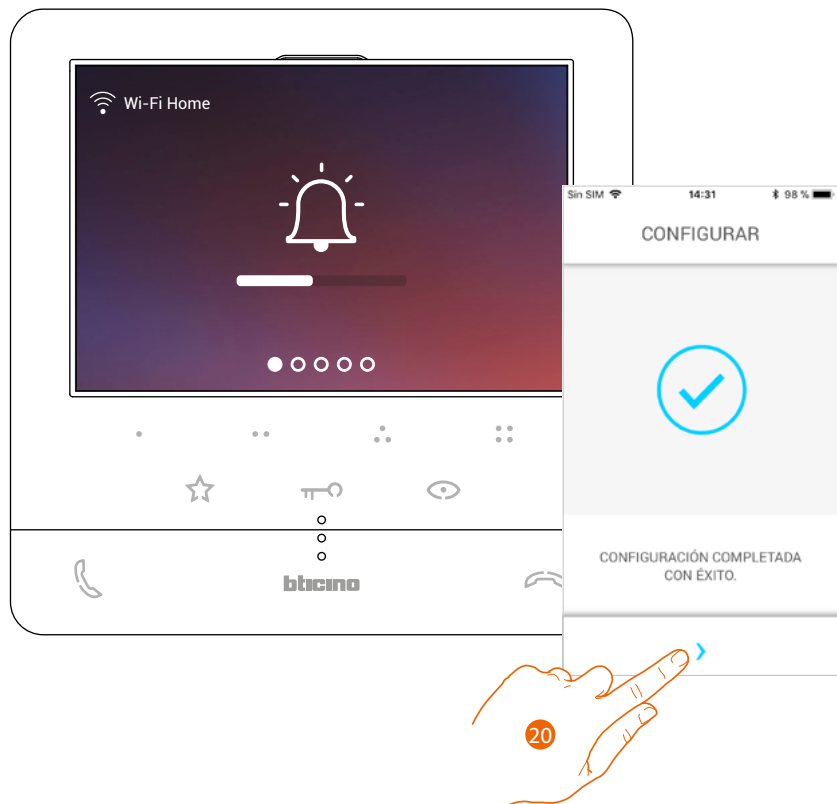 Wi-Fi Home
Sin SIM 14:31 98 %
CONFIGURAR
CONFIGURACIÓN COMPLETADA
CON ÉXITO.
bticino
20